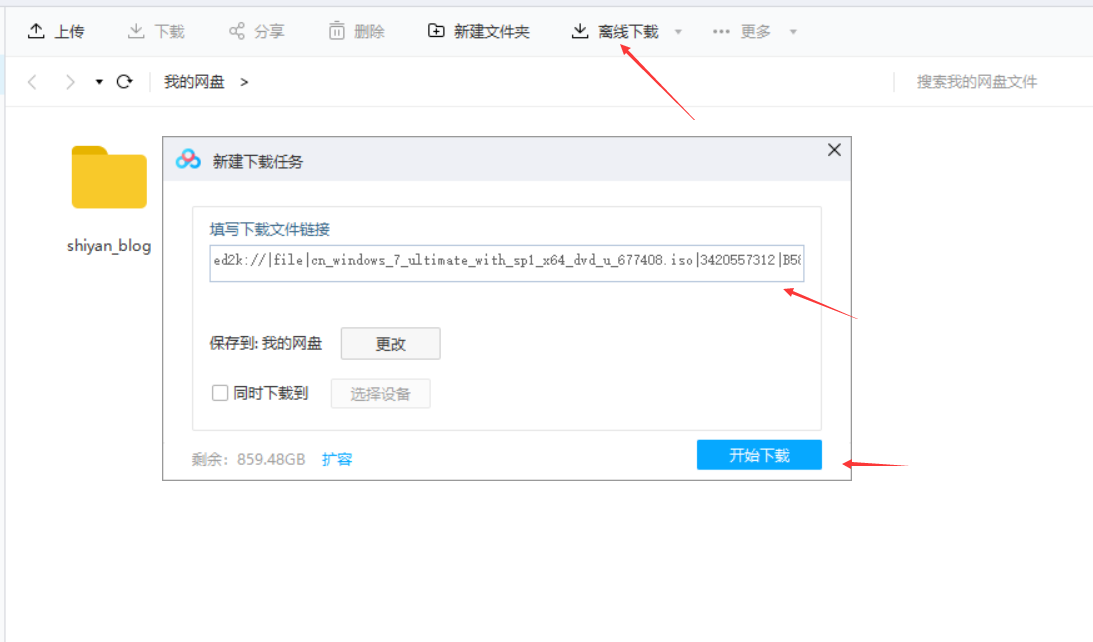 上传 下载 分享 删除 新建文件夹 离线下载 更多
我的网盘 > 搜索我的网盘文件
新建下载任务
填写下载文件链接
shiyan_blog
ed2k://|file|cn_windows_7_ultimate_with_sp1_x64_dvd_u_677408.iso|3420557312|B58
保存到: 我的网盘 更改
同时下载到 选择设备
剩余: 859.48GB 扩容 开始下载